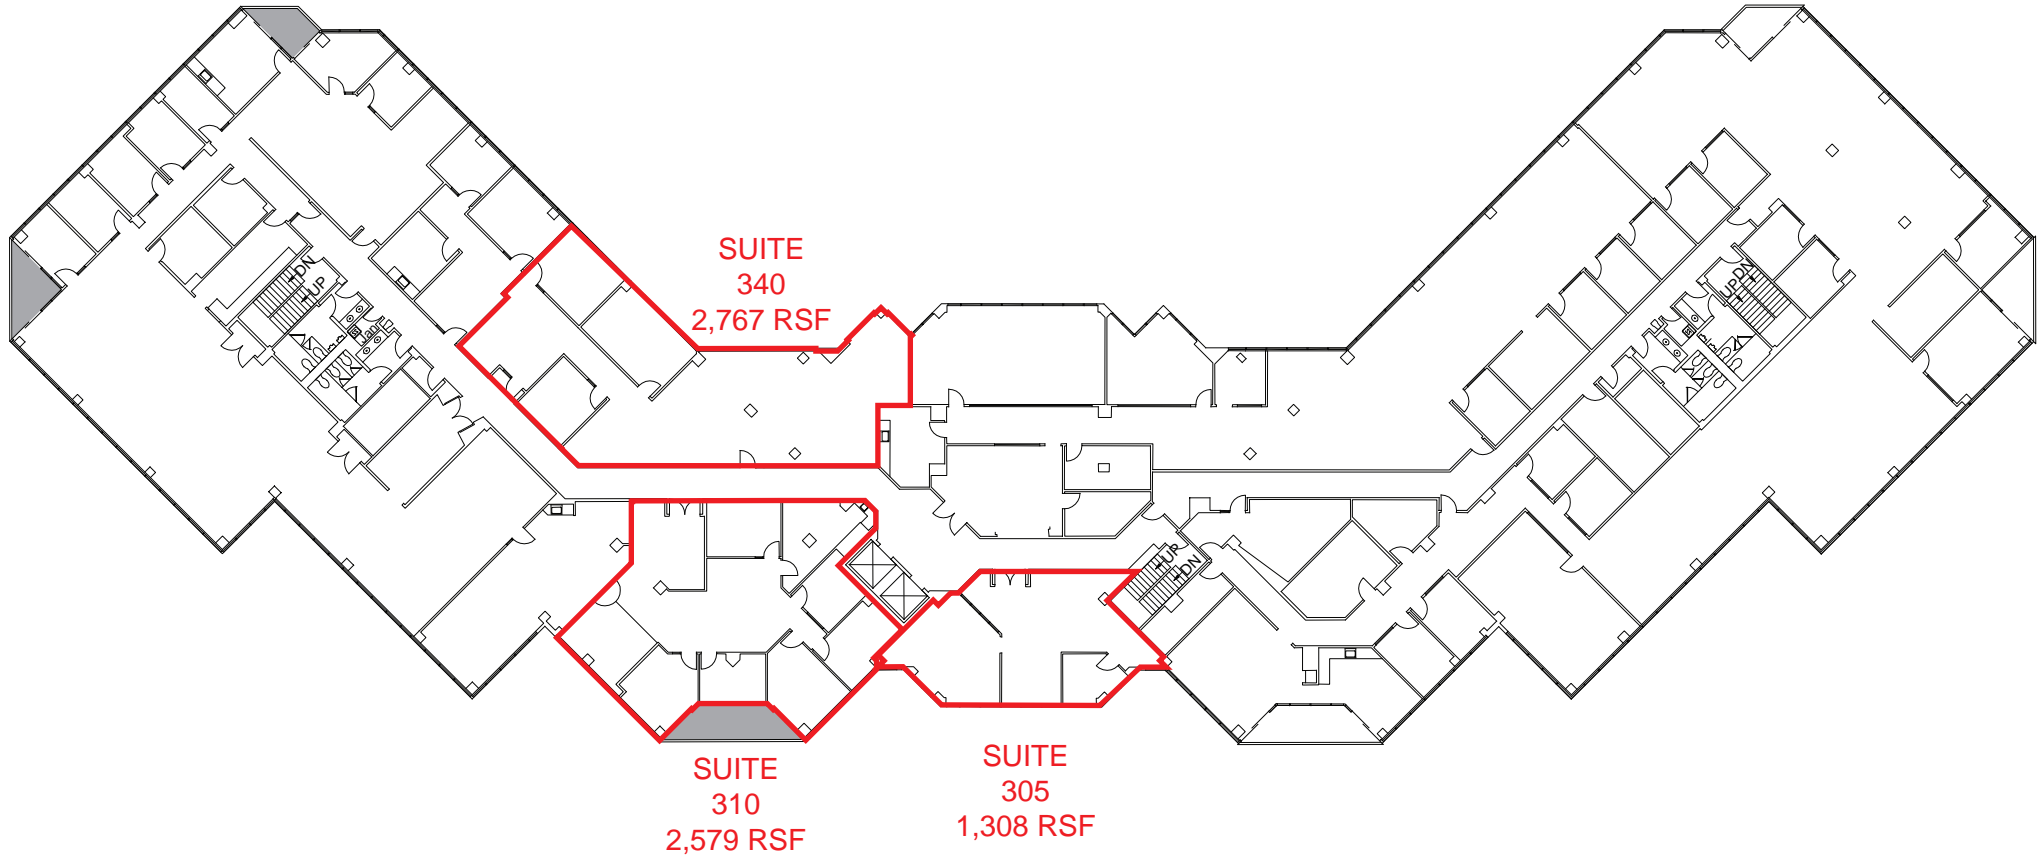 SUITE
340
2,767 RSF
DN
UP
Jan
DN
UP
UP
DN
SUITE
310
2,579 RSF
SUITE
305
1,308 RSF